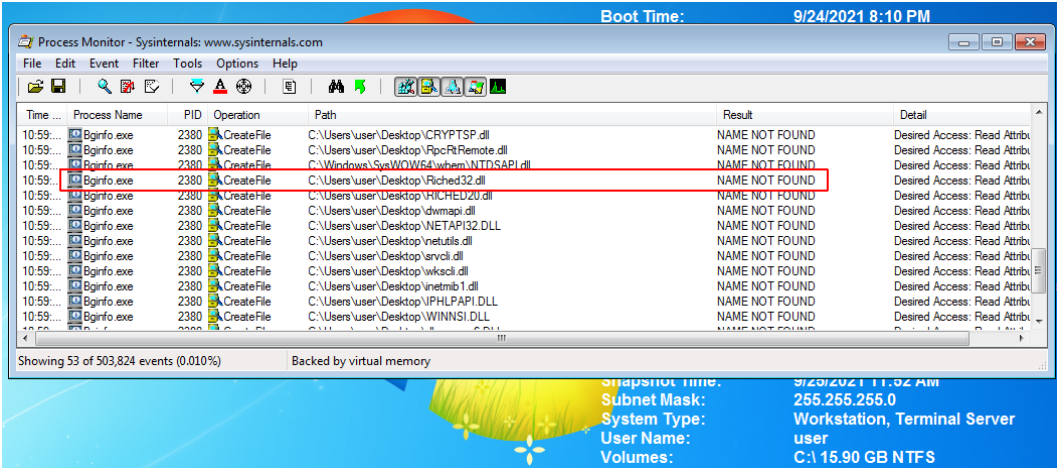 Boot Time: 9/24/2021 8:10 PM
Process Monitor - Sysinternals: www.sysinternals.com
File Edit Event Filter Tools Options Help
Time ... Process Name PID Operation Path Result Detail
10:59:... Bginfo.exe 2380 CreateFile C:\Users\user\Desktop\CRYPTSP.dll NAME NOT FOUND Desired Access: Read Attribu
10:59:... Bginfo.exe 2380 CreateFile C:\Users\user\Desktop\RpcRtRemote.dll NAME NOT FOUND Desired Access: Read Attribu
10:59:... Bginfo.exe 2380 CreateFile C:\Windows\SysWOW64\wbem\NTDSAPI.dll NAME NOT FOUND Desired Access: Read Attribu
10:59:... Bginfo.exe 2380 CreateFile C:\Users\user\Desktop\Riched32.dll NAME NOT FOUND Desired Access: Read Attribu
10:59:... Bginfo.exe 2380 CreateFile C:\Users\user\Desktop\RICHED20.dll NAME NOT FOUND Desired Access: Read Attribu
10:59:... Bginfo.exe 2380 CreateFile C:\Users\user\Desktop\dwmapi.dll NAME NOT FOUND Desired Access: Read Attribu
10:59:... Bginfo.exe 2380 CreateFile C:\Users\user\Desktop\NETAPI32.DLL NAME NOT FOUND Desired Access: Read Attribu
10:59:... Bginfo.exe 2380 CreateFile C:\Users\user\Desktop\netutils.dll NAME NOT FOUND Desired Access: Read Attribu
10:59:... Bginfo.exe 2380 CreateFile C:\Users\user\Desktop\srvcli.dll NAME NOT FOUND Desired Access: Read Attribu
10:59:... Bginfo.exe 2380 CreateFile C:\Users\user\Desktop\wkscli.dll NAME NOT FOUND Desired Access: Read Attribu
10:59:... Bginfo.exe 2380 CreateFile C:\Users\user\Desktop\inetmib1.dll NAME NOT FOUND Desired Access: Read Attribu
10:59:... Bginfo.exe 2380 CreateFile C:\Users\user\Desktop\IPHLPAPI.DLL NAME NOT FOUND Desired Access: Read Attribu
10:59:... Bginfo.exe 2380 CreateFile C:\Users\user\Desktop\WINNSI.DLL NAME NOT FOUND Desired Access: Read Attribu
Showing 53 of 503,824 events (0.010%) Backed by virtual memory
Snapshot Time: 9/25/2021 11:52 AM
Subnet Mask: 255.255.255.0
System Type: Workstation, Terminal Server
User Name: user
Volumes: C:\ 15.90 GB NTFS